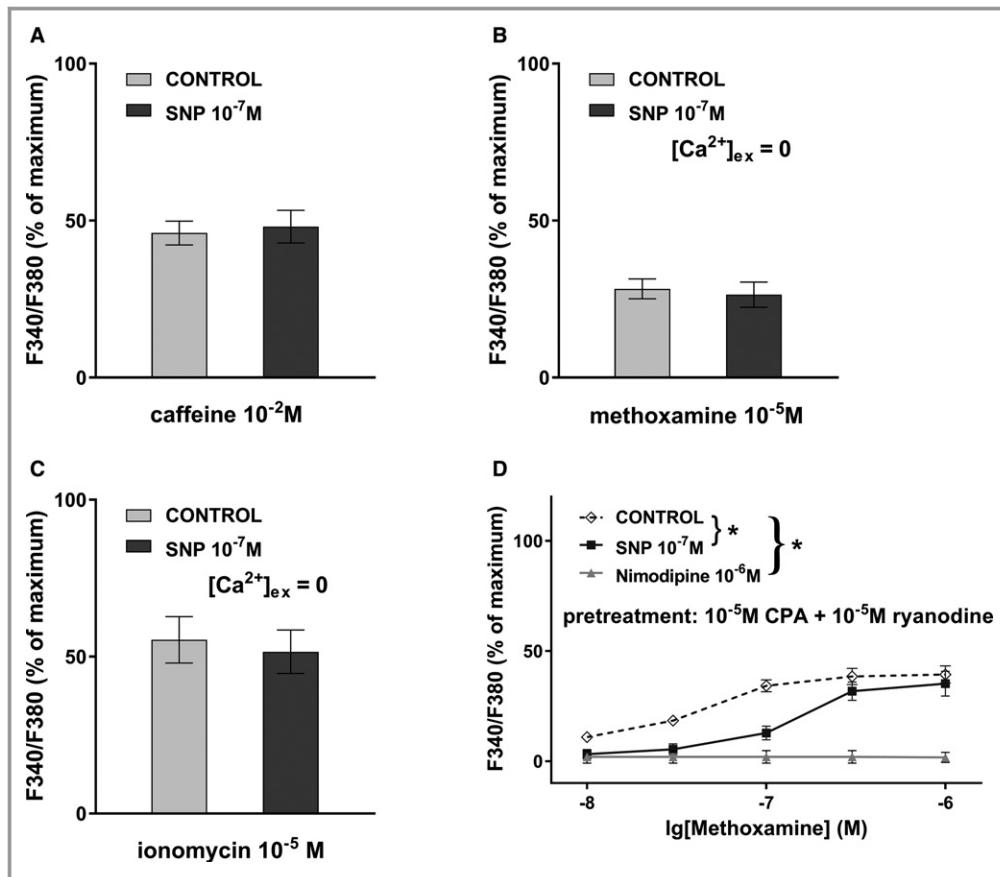 A
F340/F380 (% of maximum)
100
50
0
CONTROL
SNP 10⁻⁷M
caffeine 10⁻²M
B
F340/F380 (% of maximum)
100
50
0
CONTROL
SNP 10⁻⁷M
[Ca²⁺]ₑₓ = 0
methoxamine 10⁻⁵M
C
F340/F380 (% of maximum)
100
50
0
CONTROL
SNP 10⁻⁷M
[Ca²⁺]ₑₓ = 0
ionomycin 10⁻⁵ M
D
F340/F380 (% of maximum)
100
50
0
CONTROL
SNP 10⁻⁷M
Nimodipine 10⁻⁶M
} *
} *
pretreatment: 10⁻⁵M CPA + 10⁻⁵M ryanodine
-8 -7 -6
lg[Methoxamine] (M)